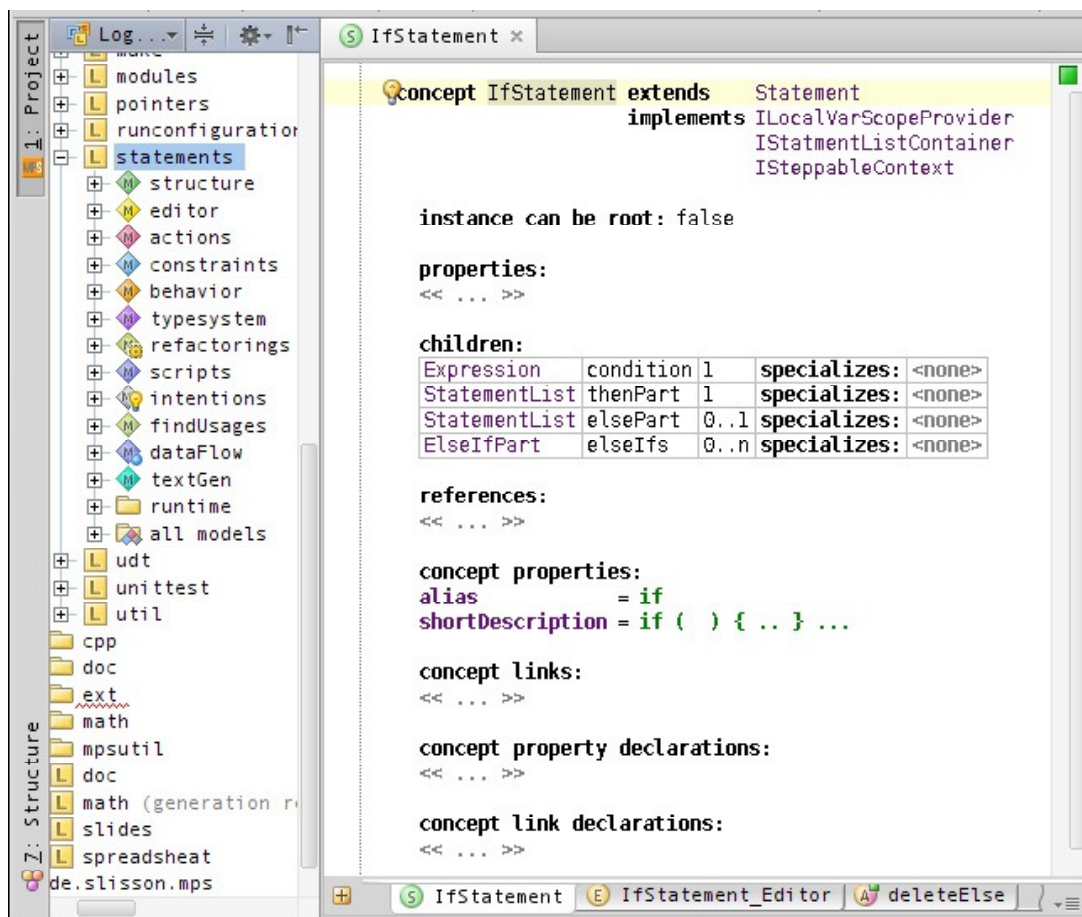 1: Project
Log...
IfStatement
make
modules
pointers
runconfiguration
statements
structure
editor
actions
constraints
behavior
typesystem
refactorings
scripts
intentions
findUsages
dataFlow
textGen
runtime
all models
udt
unittest
util
cpp
doc
ext
math
mpsutil
doc
math (generation r
slides
spreadsheat
de.slisson.mps
Z: Structure
concept IfStatement extends Statement
implements ILocalVarScopeProvider
IStatmentListContainer
ISteppableContext
instance can be root: false
properties:
<< ... >>
children:
Expression condition 1 specializes: <none>
StatementList thenPart 1 specializes: <none>
StatementList elsePart 0..1 specializes: <none>
ElseIfPart elseIfs 0..n specializes: <none>
references:
<< ... >>
concept properties:
alias = if
shortDescription = if ( ) { .. } ...
concept links:
<< ... >>
concept property declarations:
<< ... >>
concept link declarations:
<< ... >>
IfStatement IfStatement_Editor deleteElse